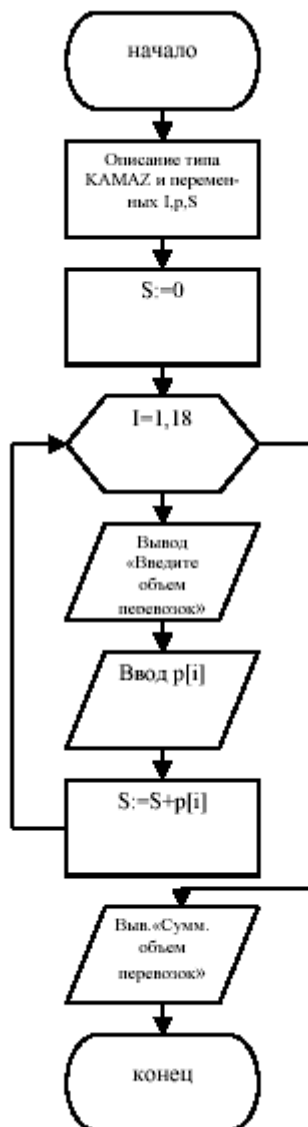 начало
Описание типа
KAMAZ и перемен-
ных I,p,S
S:=0
I=1,18
Вывод
«Введите
объем
перевозок»
Ввод p[i]
S:=S+p[i]
Выв.«Сумм.
объем
перевозок»
конец